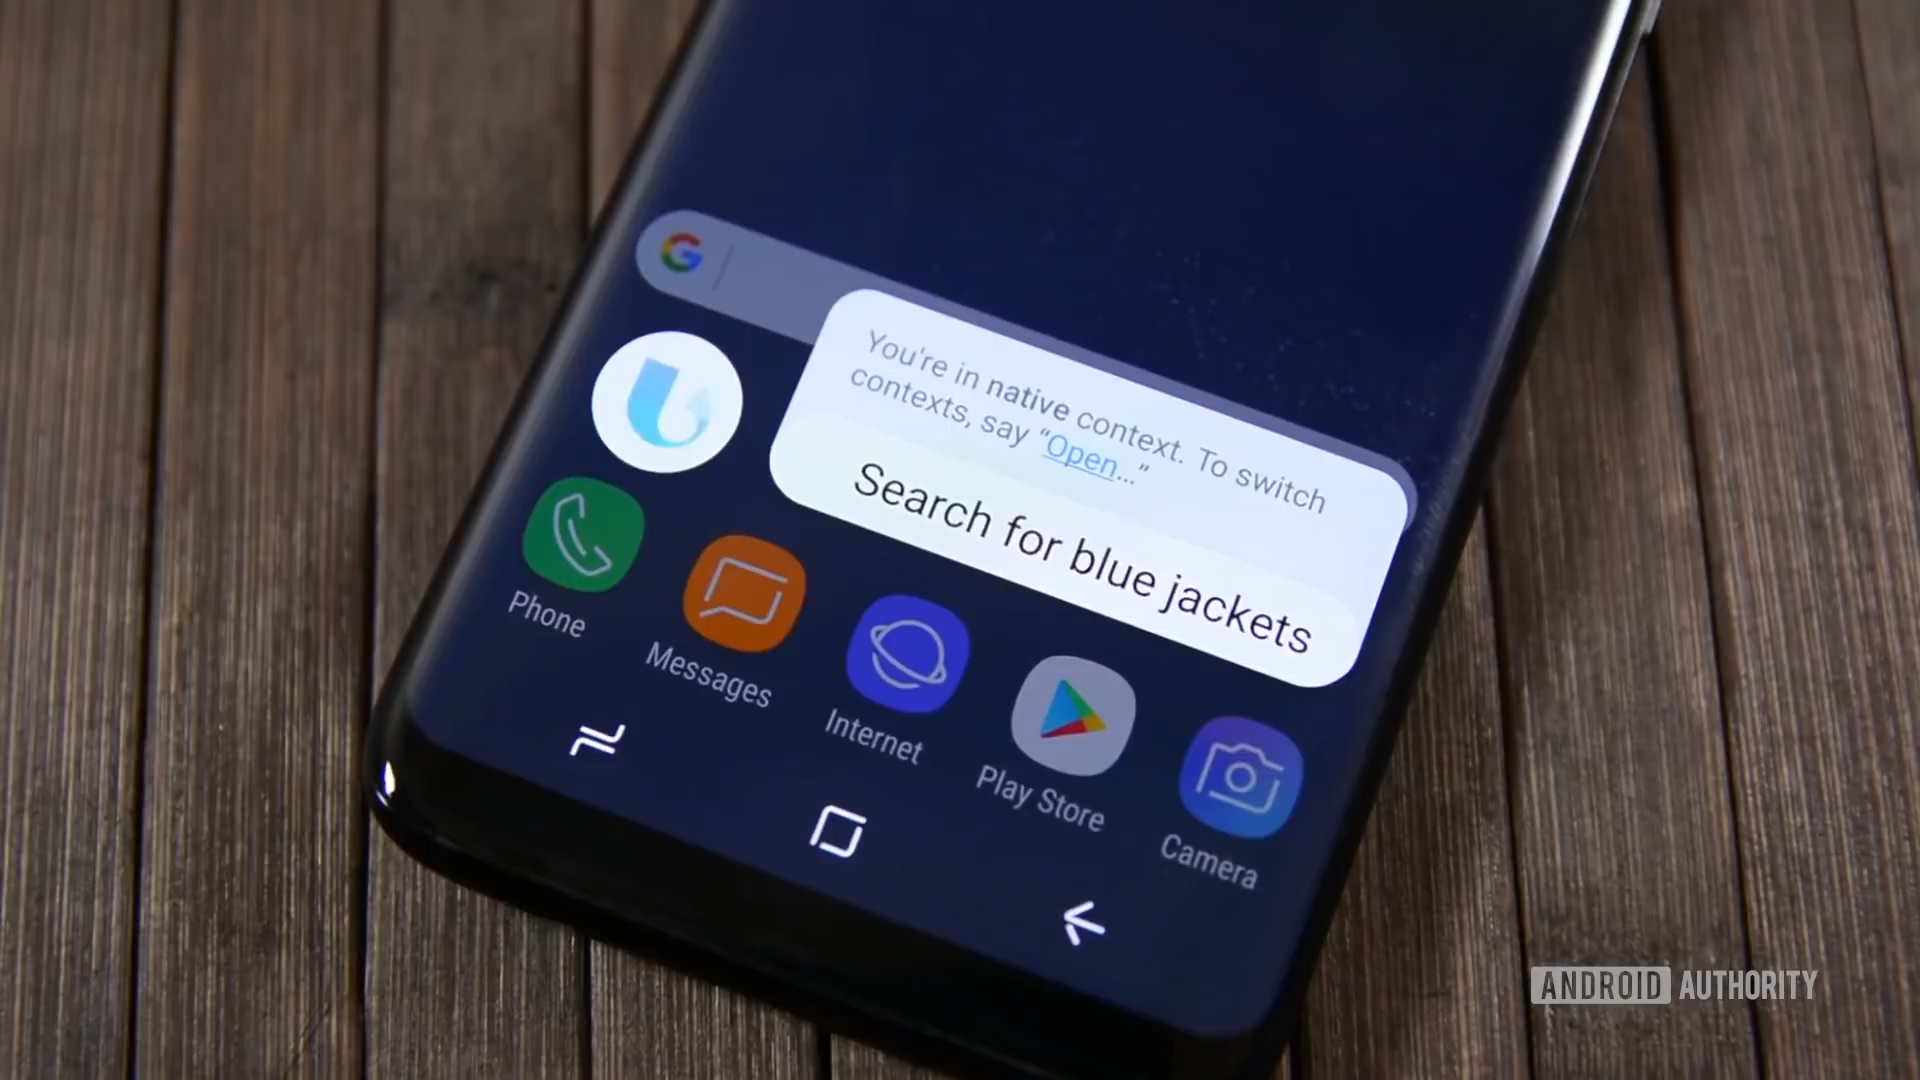 You're in native context. To switch
contexts, say “Open...”
Search for blue jackets
Phone
Messages
Internet
Play Store
Camera
ANDROID AUTHORITY